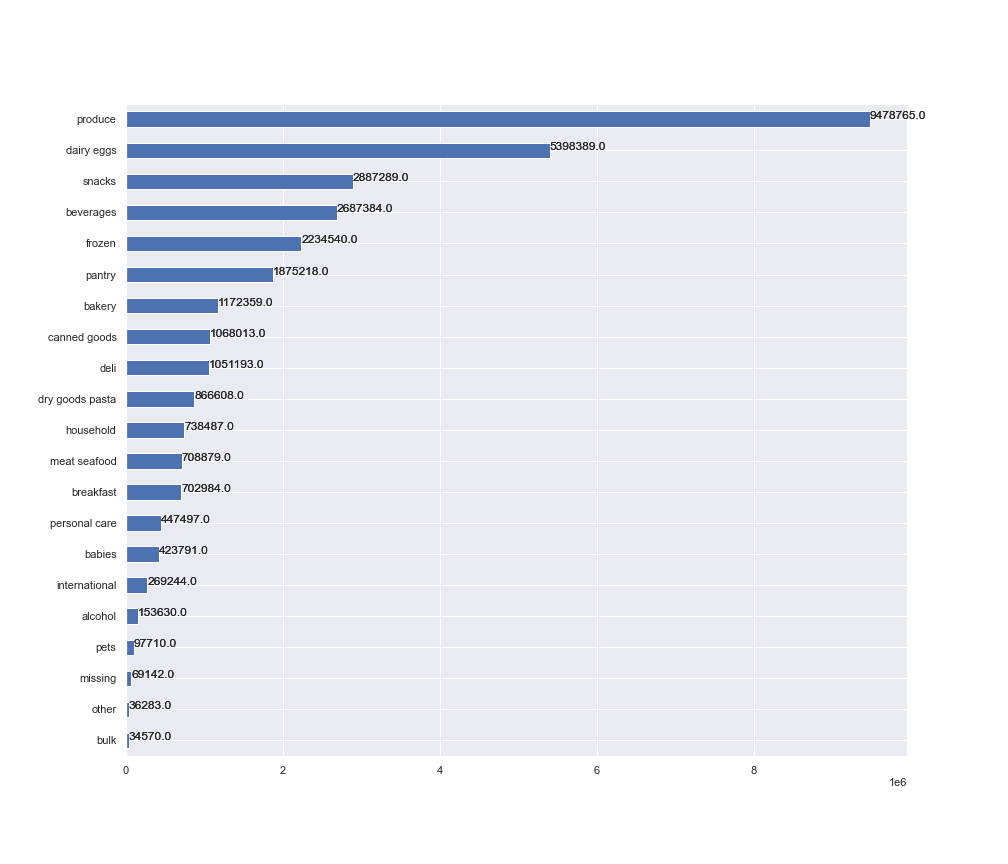 produce 9478765.0
dairy eggs 5398389.0
snacks 2887289.0
beverages 2687384.0
frozen 2234540.0
pantry 1875218.0
bakery 1172359.0
canned goods 1068013.0
deli 1051193.0
dry goods pasta 866608.0
household 738487.0
meat seafood 708879.0
breakfast 702984.0
personal care 447497.0
babies 423791.0
international 269244.0
alcohol 153630.0
pets 97710.0
missing 69142.0
other 36283.0
bulk 34570.0
0 2 4 6 8
1e6